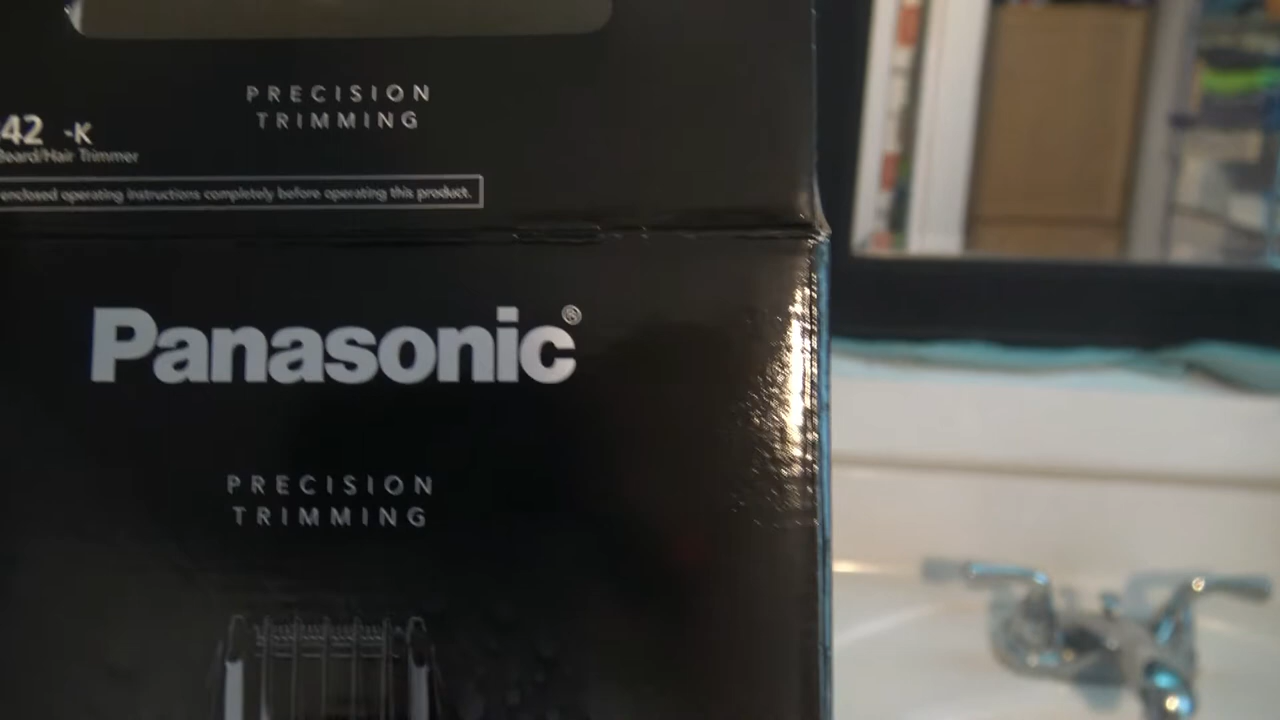 PRECISION
TRIMMING
42 -K
Beard/Hair Trimmer
enclosed operating instructions completely before operating this product.
Panasonic®
PRECISION
TRIMMING